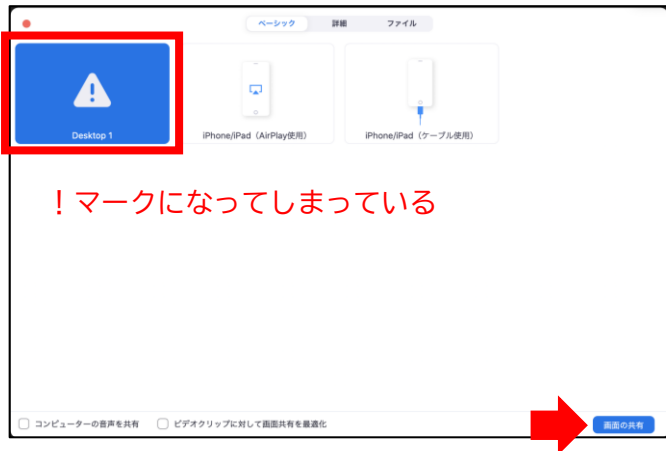 ベーシック 詳細 ファイル
Desktop 1 iPhone/iPad（AirPlay使用） iPhone/iPad（ケーブル使用）
！マークになってしまっている
コンピューターの音声を共有 ビデオクリップに対して画面共有を最適化 画面の共有